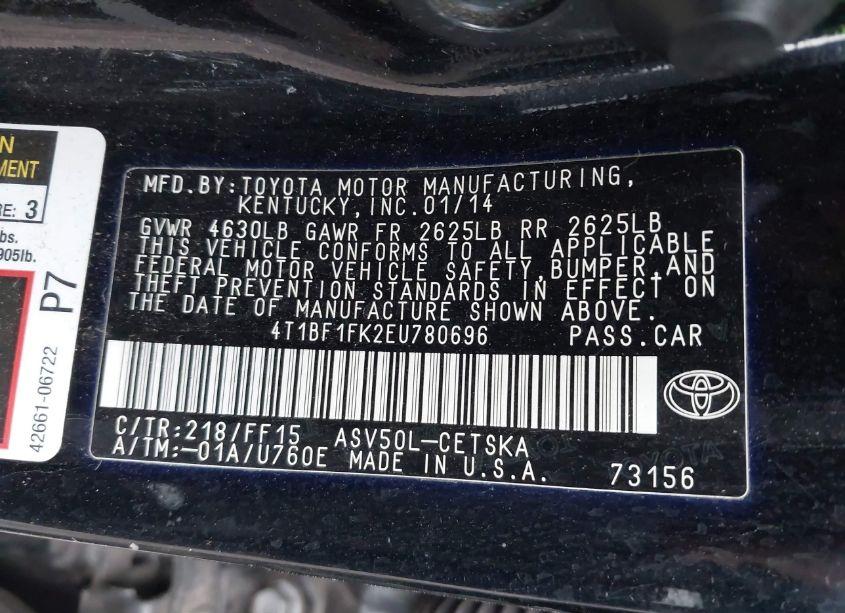 N
MENT
RE: 3
bs.
905lb.
P7
42661-06722
MFD.BY:TOYOTA MOTOR MANUFACTURING,
KENTUCKY,INC.01/14
GVWR 4630LB GAWR FR 2625LB RR 2625LB
THIS VEHICLE CONFORMS TO ALL APPLICABLE
FEDERAL MOTOR VEHICLE SAFETY,BUMPER,AND
THEFT PREVENTION STANDARDS IN EFFECT ON
THE DATE OF MANUFACTURE SHOWN ABOVE.
4T1BF1FK2EU780696 PASS.CAR
C/TR:218/FF15 ASV50L-CETSKA
A/TM:-01A/U760E MADE IN U.S.A. 73156